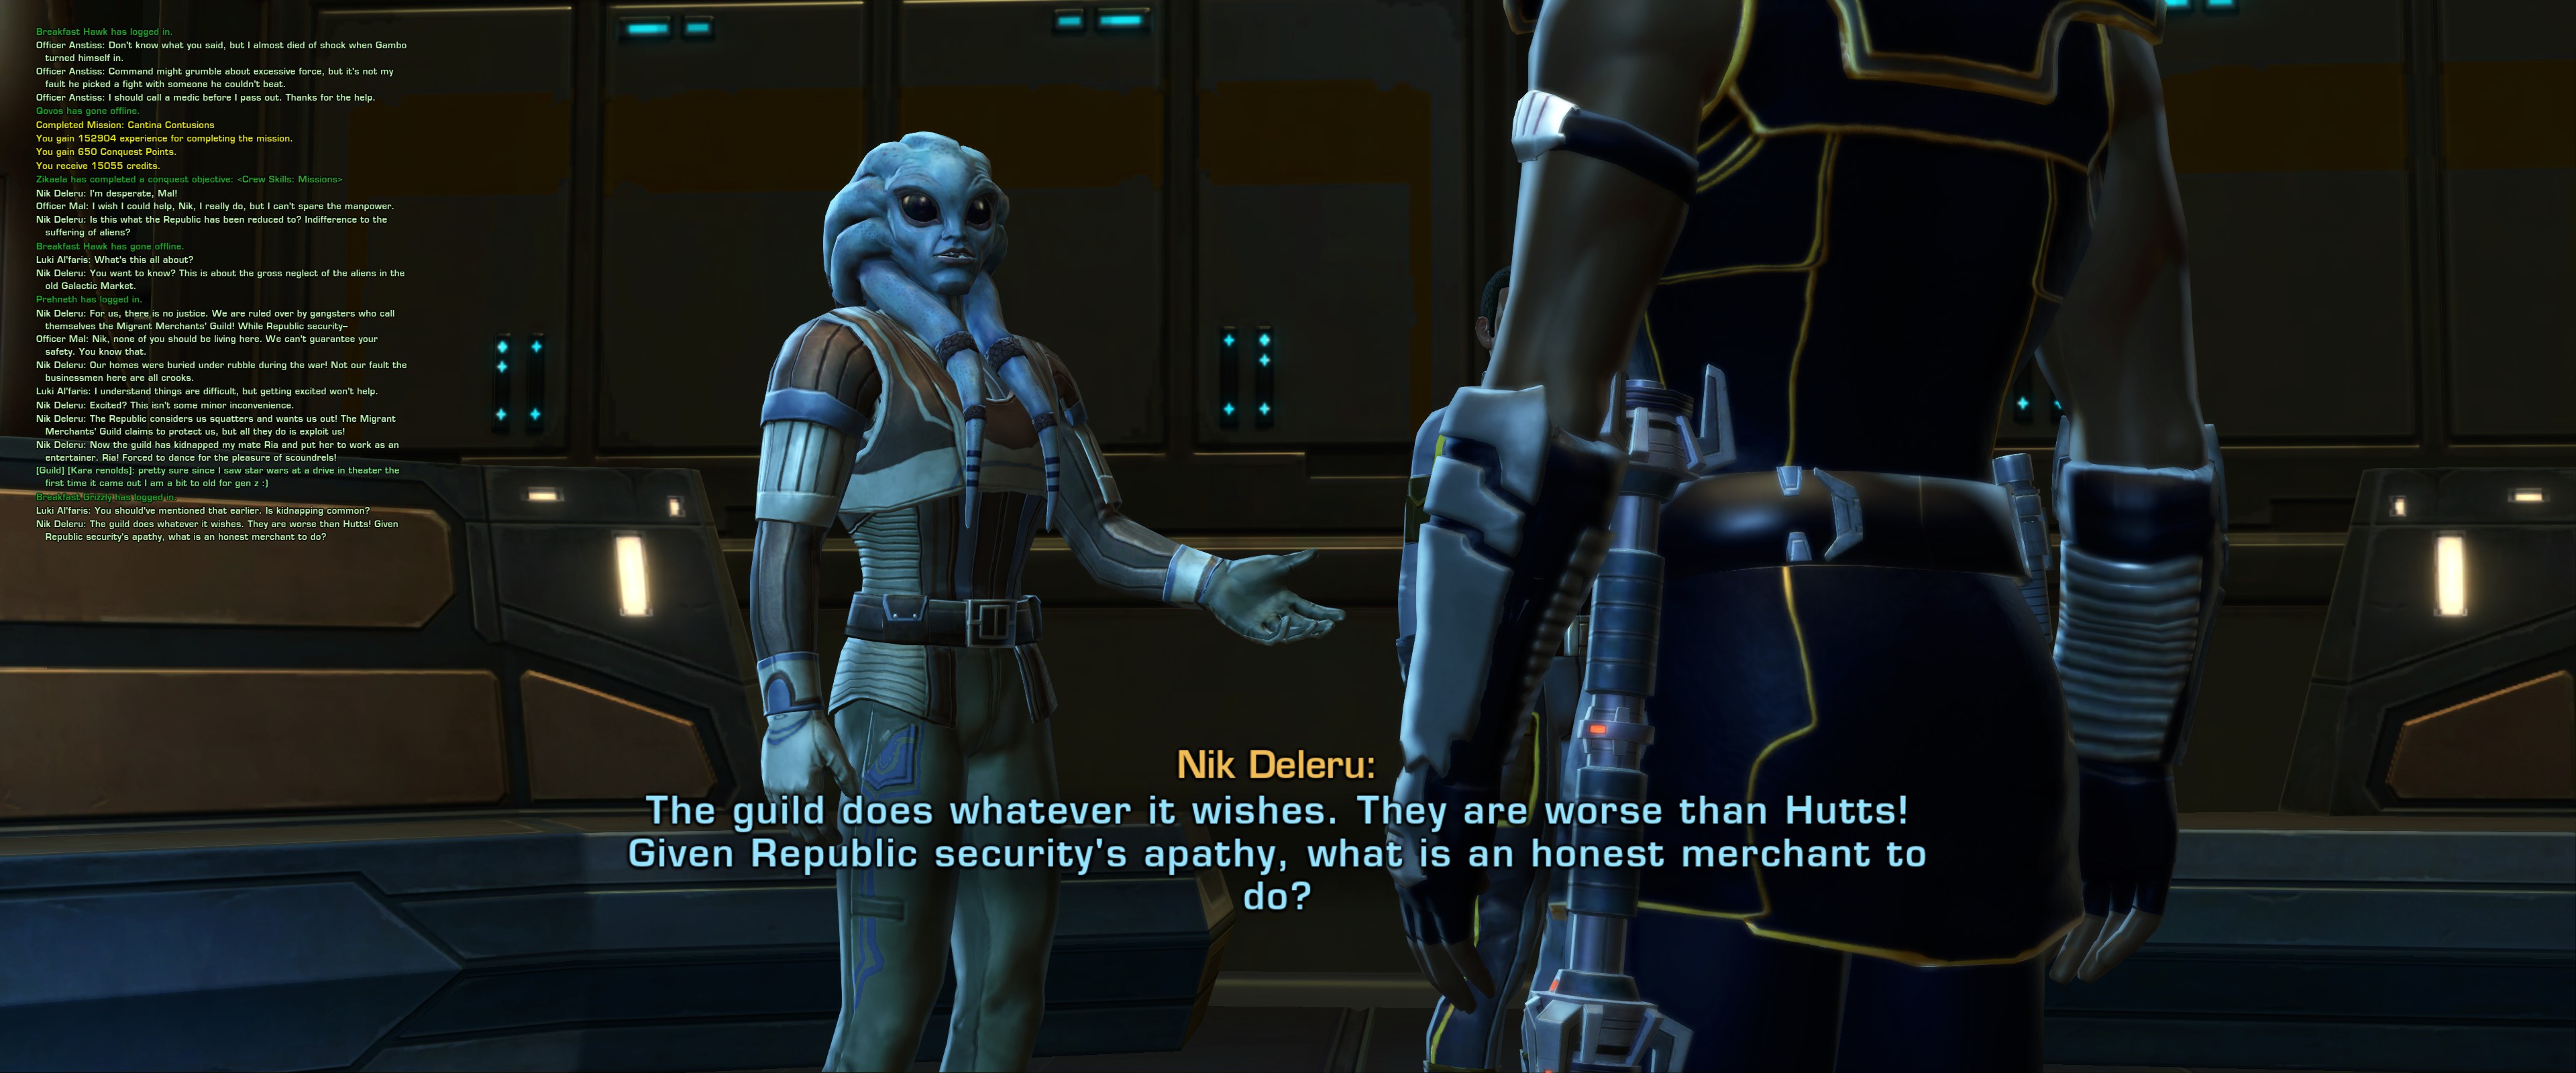 Breakfast Hawk has logged in.
Officer Anstiss: Don't know what you said, but I almost died of shock when Gambo
turned himself in.
Officer Anstiss: Command might grumble about excessive force, but it's not my
fault he picked a fight with someone he couldn't beat.
Officer Anstiss: I should call a medic before I pass out. Thanks for the help.
Qovos has gone offline.
Completed Mission: Cantina Contusions
You gain 152904 experience for completing the mission.
You gain 650 Conquest Points.
You receive 15055 credits.
Zikaela has completed a conquest objective: <Crew Skills: Missions>
Nik Deleru: I'm desperate, Mal!
Officer Mal: I wish I could help, Nik, I really do, but I can't spare the manpower.
Nik Deleru: Is this what the Republic has been reduced to? Indifference to the
suffering of aliens?
Breakfast Hawk has gone offline.
Luki Al'faris: What's this all about?
Nik Deleru: You want to know? This is about the gross neglect of the aliens in the
old Galactic Market.
Prehneth has logged in.
Nik Deleru: For us, there is no justice. We are ruled over by gangsters who call
themselves the Migrant Merchants' Guild! While Republic security–
Officer Mal: Nik, none of you should be living here. We can't guarantee your
safety. You know that.
Nik Deleru: Our homes were buried under rubble during the war! Not our fault the
businessmen here are all crooks.
Luki Al'faris: I understand things are difficult, but getting excited won't help.
Nik Deleru: Excited? This isn't some minor inconvenience.
Nik Deleru: The Republic considers us squatters and wants us out! The Migrant
Merchants' Guild claims to protect us, but all they do is exploit us!
Nik Deleru: Now the guild has kidnapped my mate Ria and put her to work as an
entertainer. Ria! Forced to dance for the pleasure of scoundrels!
[Guild] [Kara renolds]: pretty sure since I saw star wars at a drive in theater the
first time it came out I am a bit to old for gen z :)
Breakfast Grizzly has logged in.
Luki Al'faris: You should've mentioned that earlier. Is kidnapping common?
Nik Deleru: The guild does whatever it wishes. They are worse than Hutts! Given
Republic security's apathy, what is an honest merchant to do?
Nik Deleru:
The guild does whatever it wishes. They are worse than Hutts!
Given Republic security's apathy, what is an honest merchant to
do?